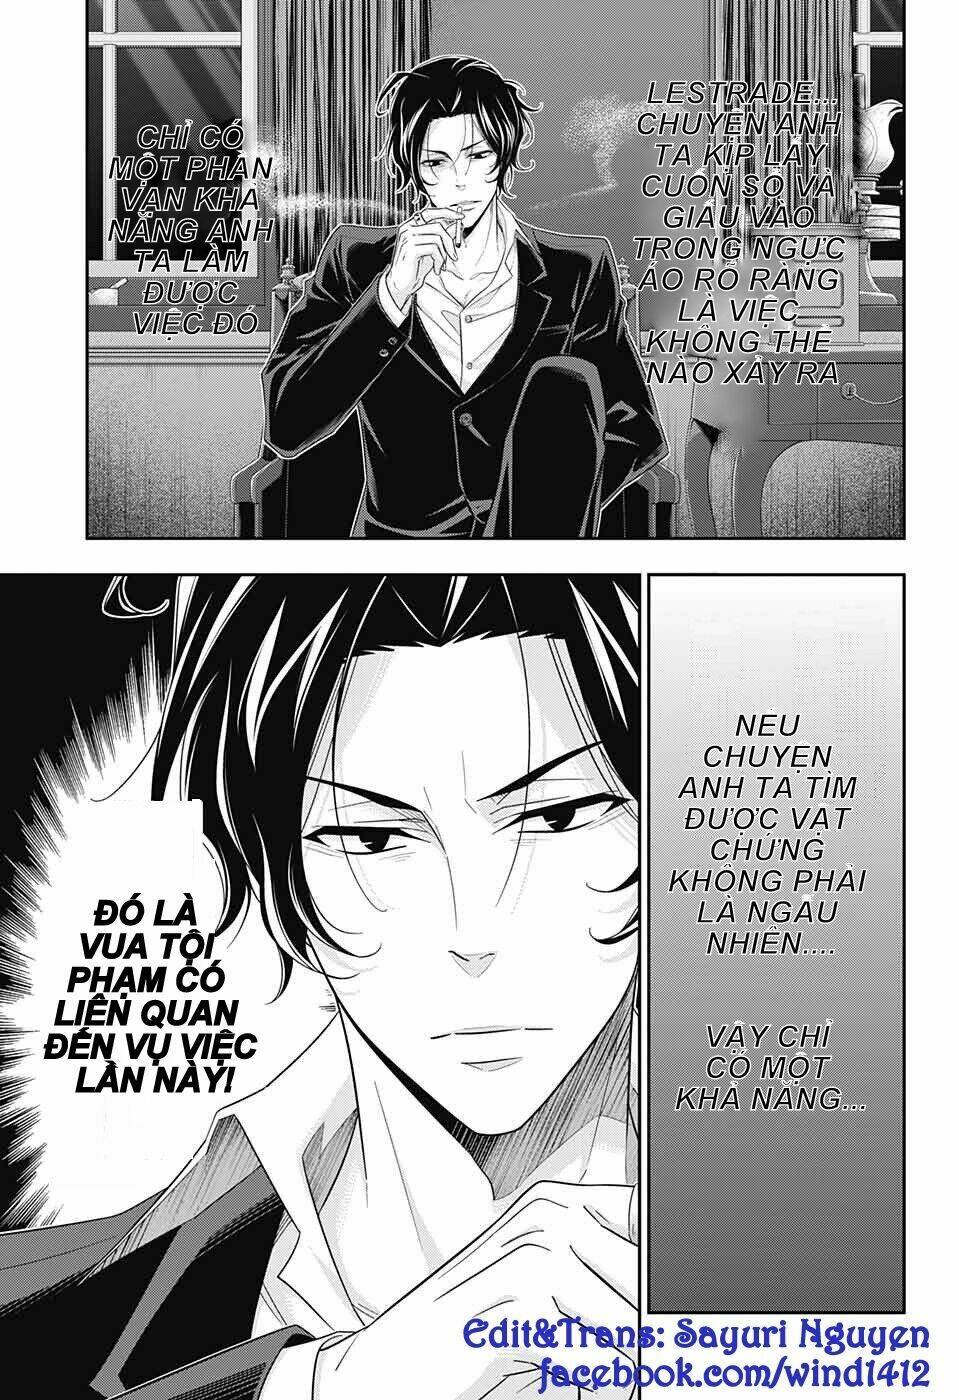 LESTRADE...
CHUYỆN ANH
TA KỊP LẤY
CUỐN SỔ VÀ
GIẤU VÀO
TRONG NGỰC
ÁO RÕ RÀNG
LÀ VIỆC
KHÔNG THỂ
NÀO XẢY RA
CHỈ CÓ
MỘT PHẦN
VẠN KHẢ
NĂNG ANH
TA LÀM
ĐƯỢC
VIỆC ĐÓ
NẾU
CHUYỆN
ANH TA TÌM
ĐƯỢC VẬT
CHỨNG
KHÔNG PHẢI
LÀ NGẪU
NHIÊN....
VẬY CHỈ
CÓ MỘT
KHẢ NĂNG...
ĐÓ LÀ
VUA TỘI
PHẠM CÓ
LIÊN QUAN
ĐẾN VỤ VIỆC
LẦN NÀY!
Edit&Trans: Sayuri Nguyen
facebook.com/wind1412